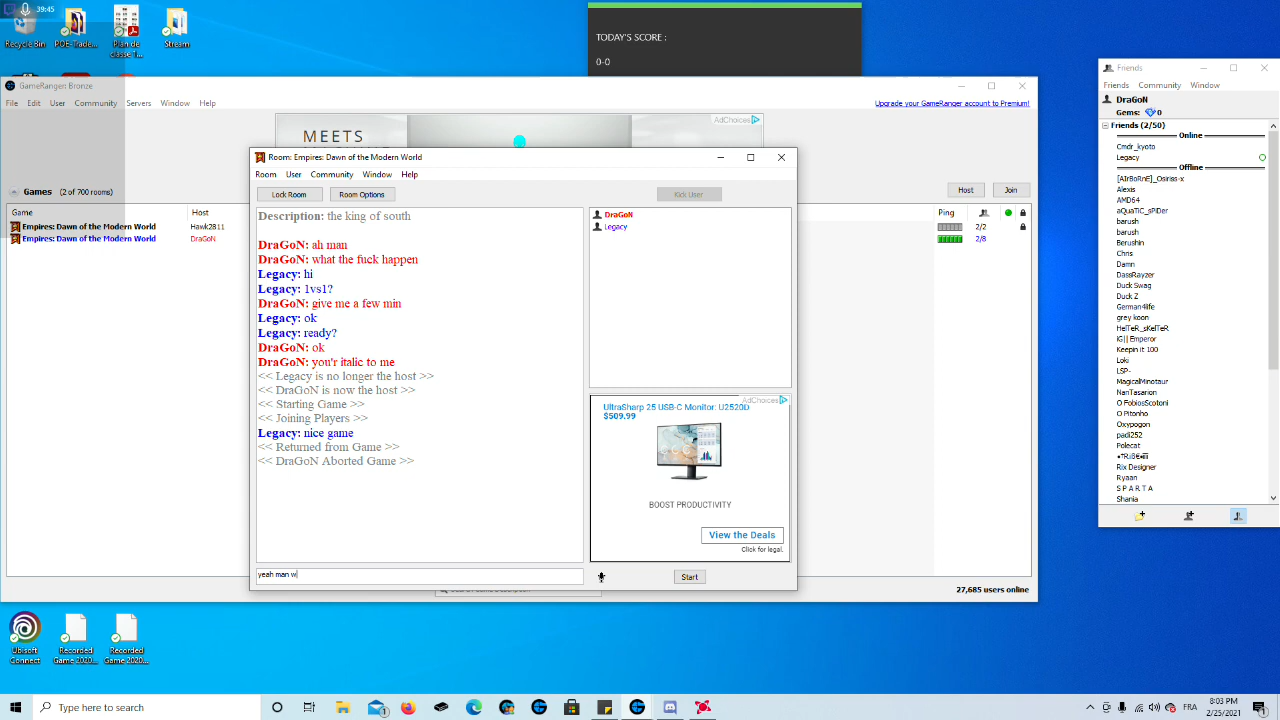 39:45
Recycle Bin
POE-Trade...
Plan de classe 1...
Stream
TODAY'S SCORE :
0-0
GameRanger: Bronze
File Edit User Community Servers Window Help
Upgrade your GameRanger account to Premium!
MEETS
AdChoices
Games (2 of 700 rooms)
Host
Join
Game Host Ping
Empires: Dawn of the Modern World Hawk2811 2/2
Empires: Dawn of the Modern World DraGoN 2/8
Room: Empires: Dawn of the Modern World
Room User Community Window Help
Lock Room
Room Options
Kick User
Description: the king of south
DraGoN: ah man
DraGoN: what the fuck happen
Legacy: hi
Legacy: 1vs1?
DraGoN: give me a few min
Legacy: ok
Legacy: ready?
DraGoN: ok
DraGoN: you'r italic to me
<< Legacy is no longer the host >>
<< DraGoN is now the host >>
<< Starting Game >>
<< Joining Players >>
Legacy: nice game
<< Returned from Game >>
<< DraGoN Aborted Game >>
yeah man w
DraGoN
Legacy
AdChoices
UltraSharp 25 USB-C Monitor: U2520D
$509.99
BOOST PRODUCTIVITY
View the Deals
Click for legal.
Start
27,685 users online
Friends
Friends Community Window
DraGoN
Gems: 0
Friends (2/50)
Online
Cmdr_kyoto
Legacy
Offline
[AIr8oRnE]_Osiriss-x
Alexis
AMD64
aQuaTiC_sPiDer
barush
barush
Berushin
Chris
Damn
DassRayzer
Duck Swag
Duck Z
German4life
grey koon
HelTeR_sKelTeR
iG|| Emperor
Keepin it 100
Loki
LSP-
MagicalMinotaur
NanTasarion
O.FobiosScotoni
O Pitonho
Oxypogon
padi252
Polecat
Rix Designer
Ryaan
S P A R T A
Shania
Ubisoft Connect
Recorded Game 2020...
Recorded Game 2020...
Type here to search
1
FRA
8:03 PM
2/25/2021
1